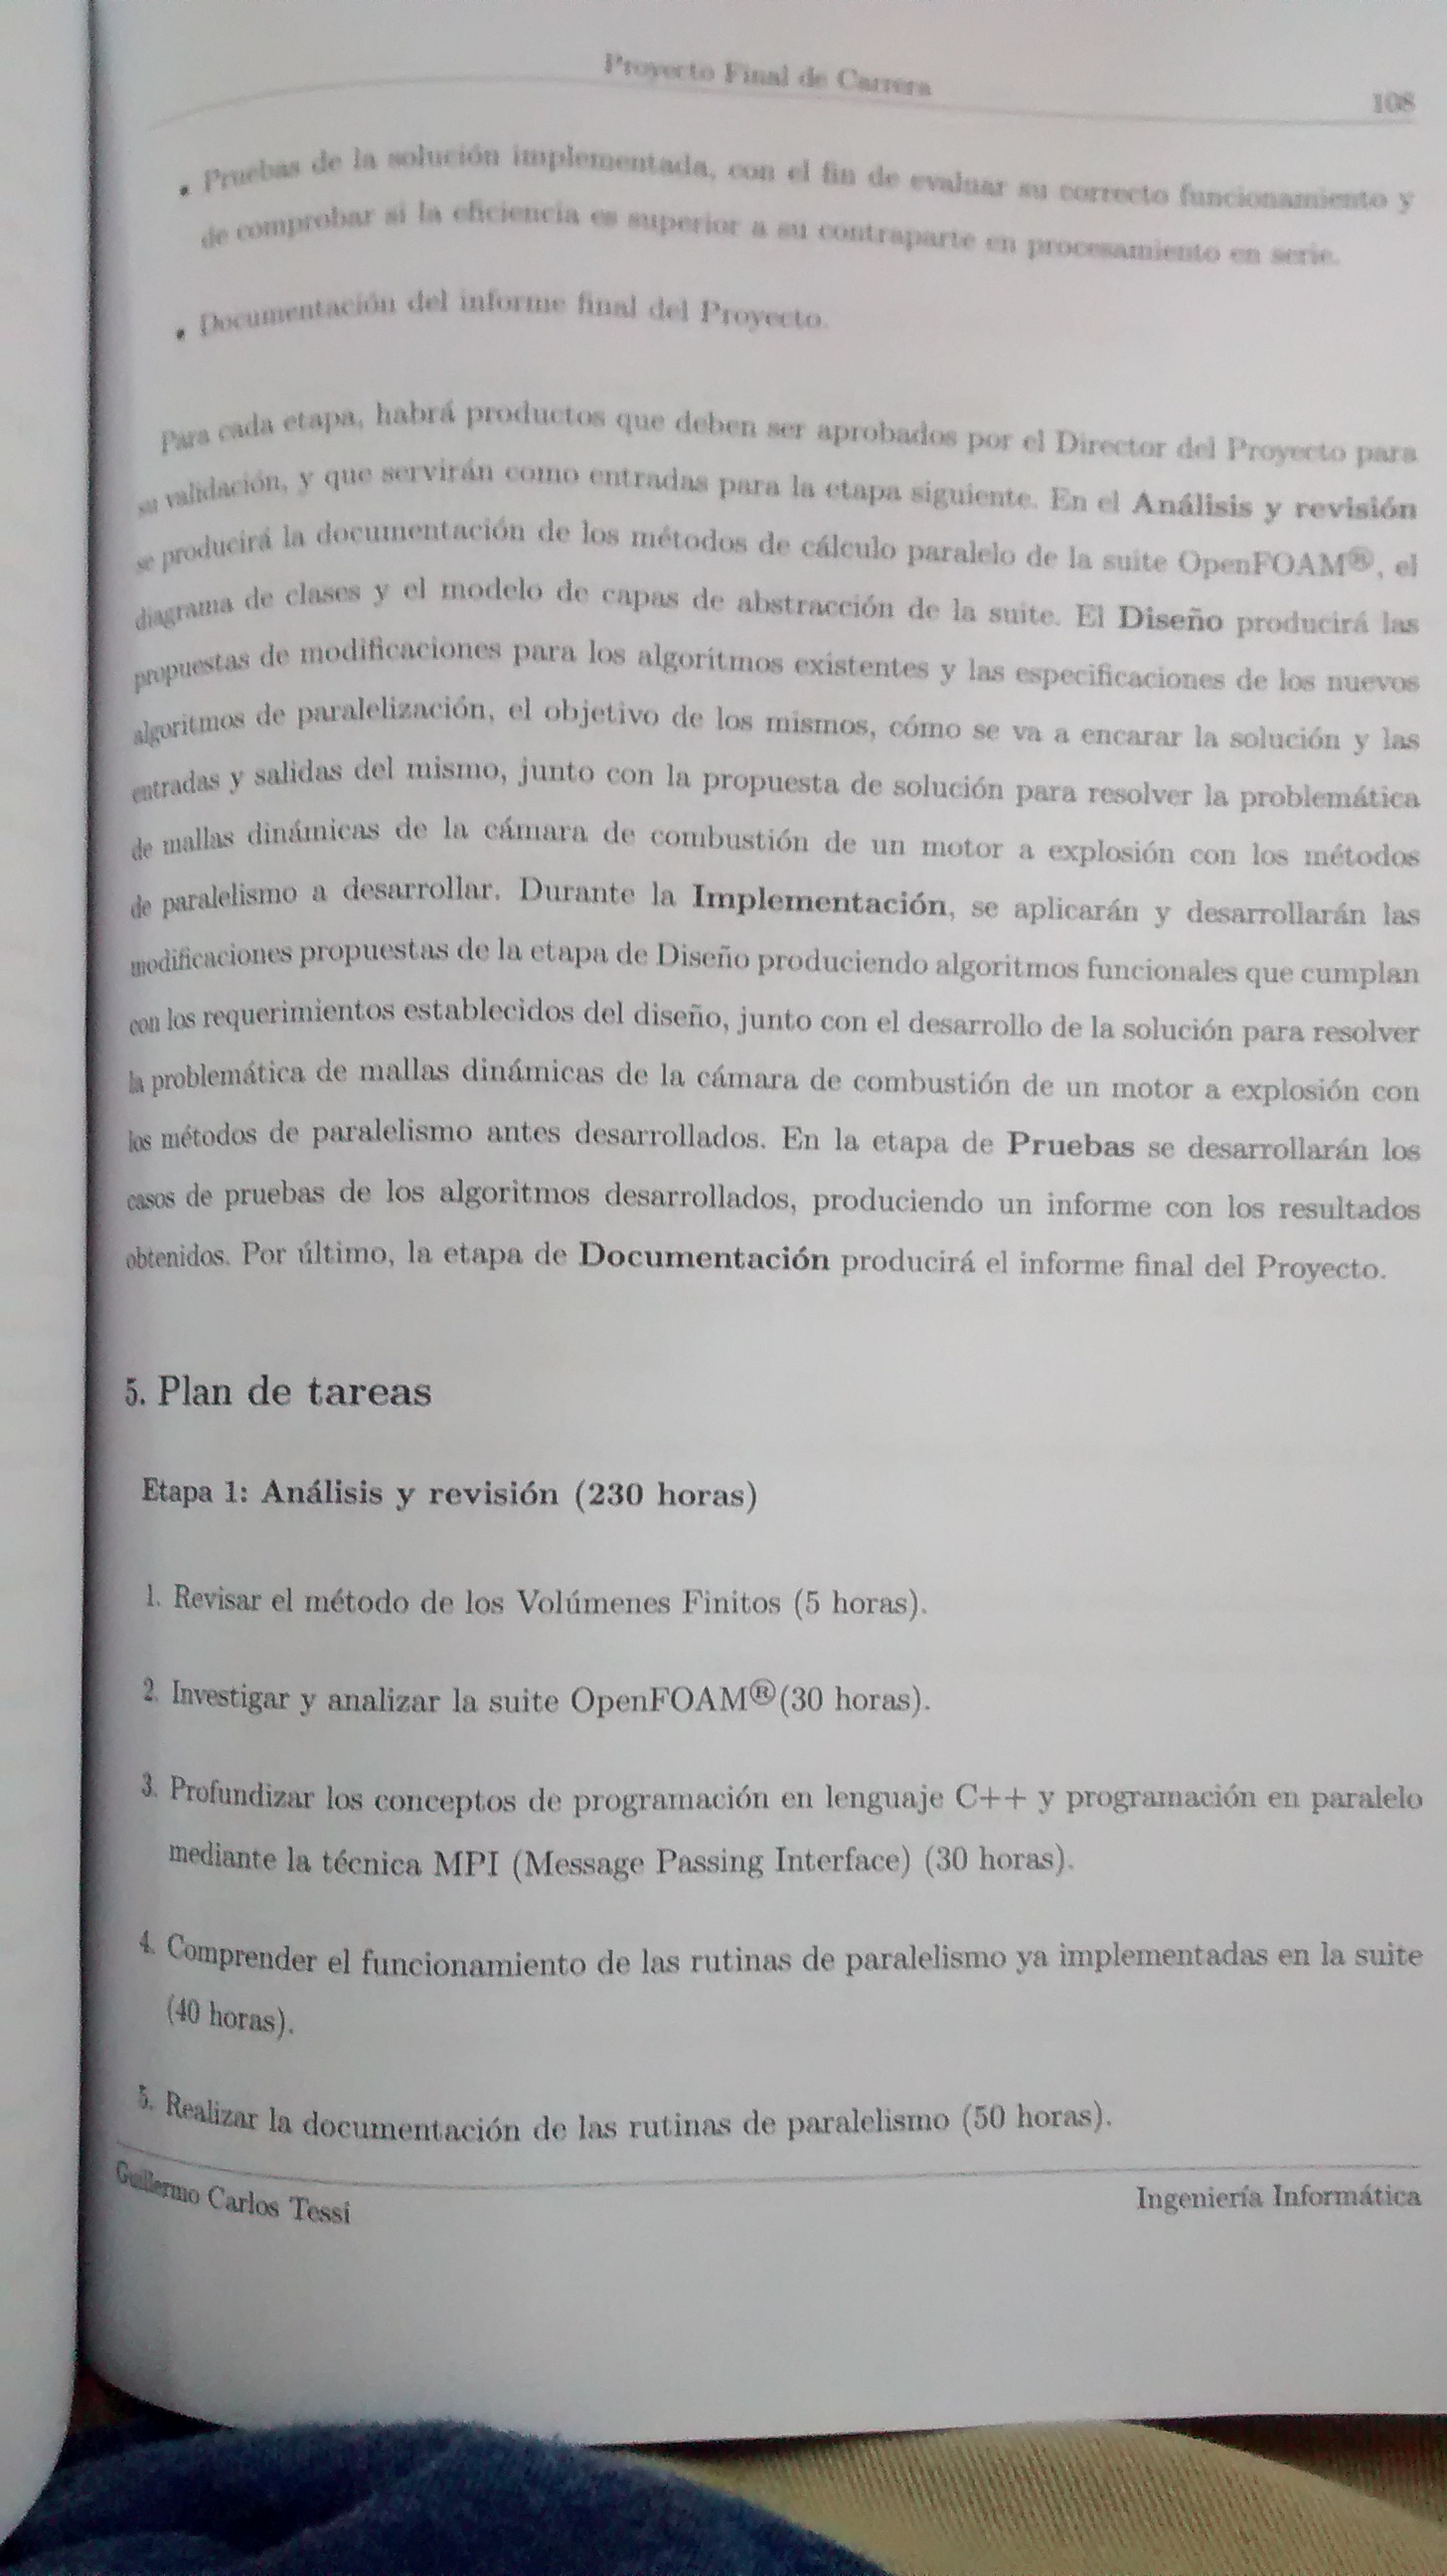 Proyecto Final de Carrera
108
• Pruebas de la solución implementada, con el fin de evaluar su correcto funcionamiento y
de comprobar si la eficiencia es superior a su contraparte en procesamiento en serie.
• Documentación del informe final del Proyecto.
Para cada etapa, habrá productos que deben ser aprobados por el Director del Proyecto para
su validación, y que servirán como entradas para la etapa siguiente. En el Análisis y revisión
se producirá la documentación de los métodos de cálculo paralelo de la suite OpenFOAM®, el
diagrama de clases y el modelo de capas de abstracción de la suite. El Diseño producirá las
propuestas de modificaciones para los algoritmos existentes y las especificaciones de los nuevos
algoritmos de paralelización, el objetivo de los mismos, cómo se va a encarar la solución y las
entradas y salidas del mismo, junto con la propuesta de solución para resolver la problemática
de mallas dinámicas de la cámara de combustión de un motor a explosión con los métodos
de paralelismo a desarrollar. Durante la Implementación, se aplicarán y desarrollarán las
modificaciones propuestas de la etapa de Diseño produciendo algoritmos funcionales que cumplan
con los requerimientos establecidos del diseño, junto con el desarrollo de la solución para resolver
la problemática de mallas dinámicas de la cámara de combustión de un motor a explosión con
los métodos de paralelismo antes desarrollados. En la etapa de Pruebas se desarrollarán los
casos de pruebas de los algoritmos desarrollados, produciendo un informe con los resultados
obtenidos. Por último, la etapa de Documentación producirá el informe final del Proyecto.
5. Plan de tareas
Etapa 1: Análisis y revisión (230 horas)
1. Revisar el método de los Volúmenes Finitos (5 horas).
2. Investigar y analizar la suite OpenFOAM®(30 horas).
3. Profundizar los conceptos de programación en lenguaje C++ y programación en paralelo
mediante la técnica MPI (Message Passing Interface) (30 horas).
4. Comprender el funcionamiento de las rutinas de paralelismo ya implementadas en la suite
(40 horas).
5. Realizar la documentación de las rutinas de paralelismo (50 horas).
Guillermo Carlos Tessi
Ingeniería Informática